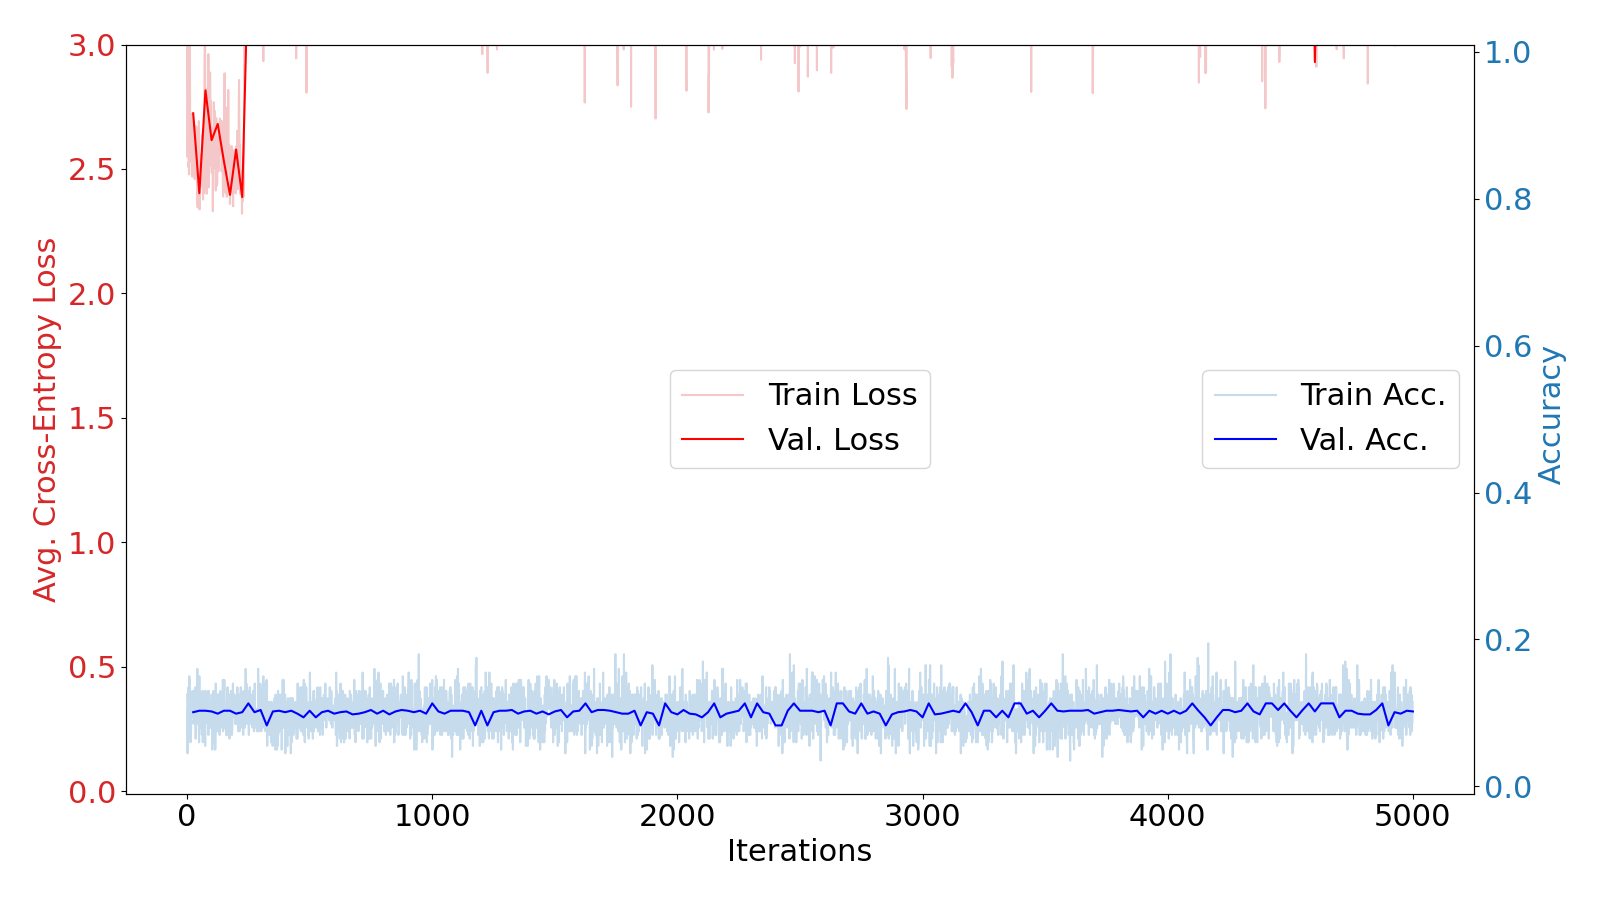 3.0
2.5
2.0
1.5
1.0
0.5
0.0
Avg. Cross-Entropy Loss
1.0
0.8
0.6
0.4
0.2
0.0
Accuracy
Train Loss
Val. Loss
Train Acc.
Val. Acc.
0 1000 2000 3000 4000 5000
Iterations